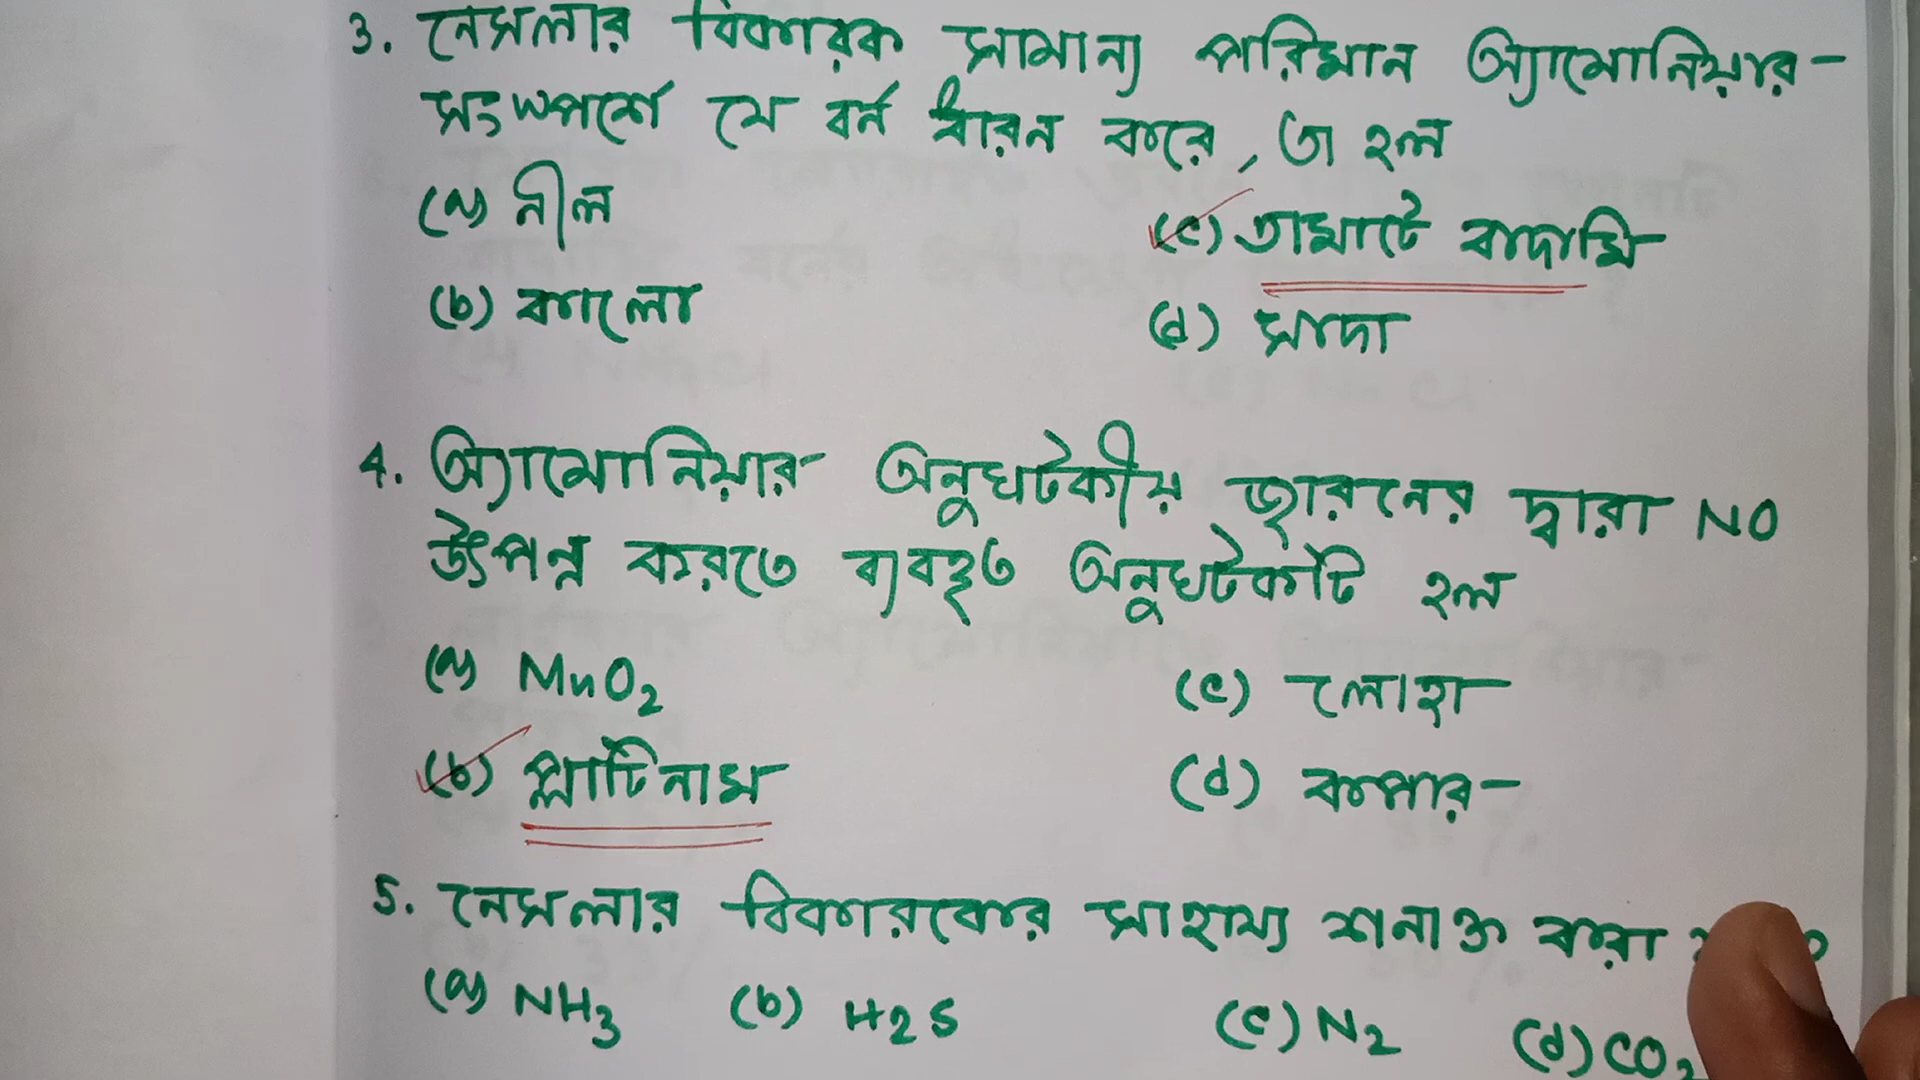 3. নেসলার বিকারক সামান্য পরিমান অ্যামোনিয়ার
সংস্পর্শে যে বর্ন ধারন করে, তা হল
(a) নীল (c) তামাটে বাদামি
(b) কালো (d) সাদা
4. অ্যামোনিয়ার অনুঘটকীয় জারনের দ্বারা NO
উৎপন্ন করতে ব্যবহৃত অনুঘটকটি হল
(a) MnO2 (c) লোহা
(b) প্লাটিনাম (d) কপার
5. নেসলার বিকারকের সাহায্য শনাক্ত করা
(a) NH3 (b) H2S (c) N2 (d) CO2